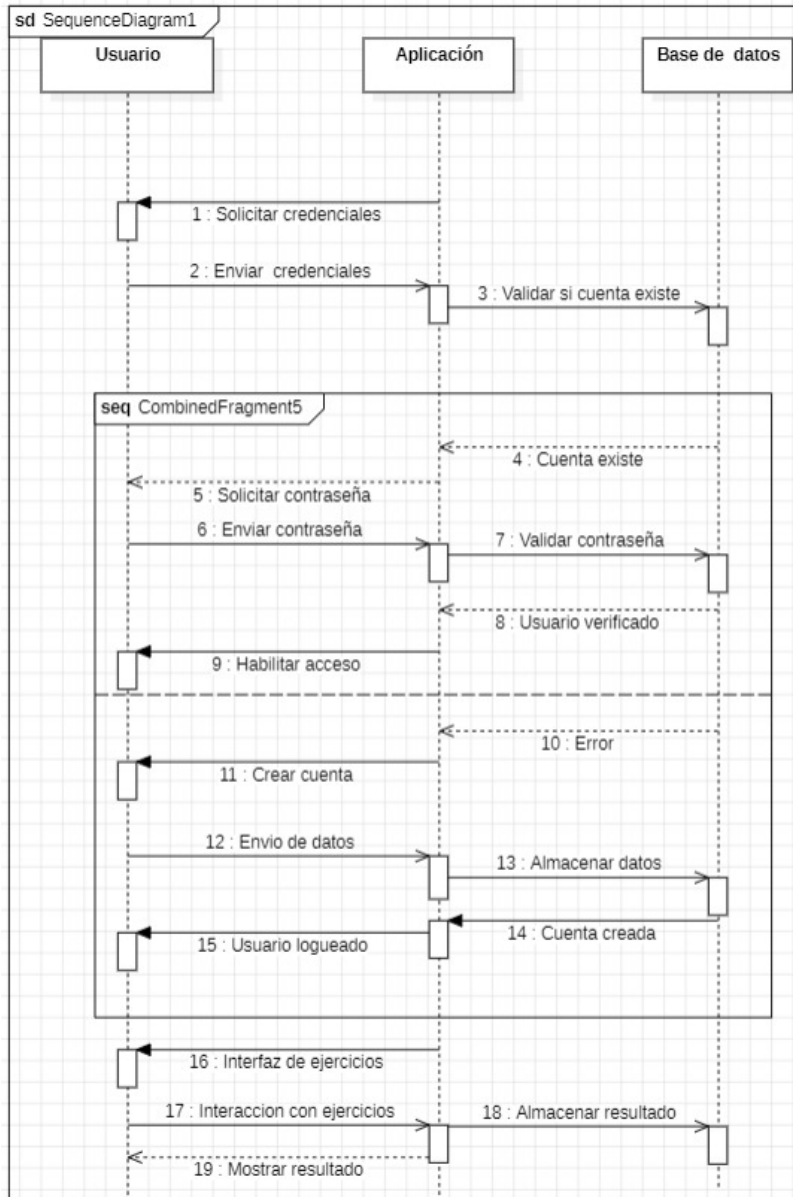 sd SequenceDiagram1
Usuario
Aplicación
Base de datos
1 : Solicitar credenciales
2 : Enviar credenciales
3 : Validar si cuenta existe
seq CombinedFragment5
4 : Cuenta existe
5 : Solicitar contraseña
6 : Enviar contraseña
7 : Validar contraseña
8 : Usuario verificado
9 : Habilitar acceso
10 : Error
11 : Crear cuenta
12 : Envio de datos
13 : Almacenar datos
14 : Cuenta creada
15 : Usuario logueado
16 : Interfaz de ejercicios
17 : Interaccion con ejercicios
18 : Almacenar resultado
19 : Mostrar resultado